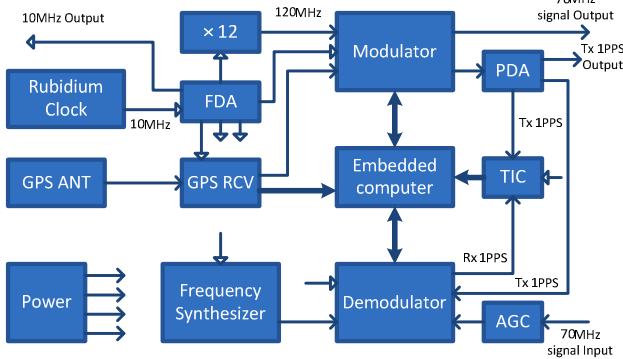 70MHz
10MHz Output
120MHz
signal Output
× 12
Modulator
Tx 1PPS
Output
PDA
Rubidium
Clock
FDA
10MHz
Tx 1PPS
GPS ANT
GPS RCV
Embedded
computer
TIC
Rx 1PPS
Tx 1PPS
Power
Frequency
Synthesizer
Demodulator
AGC
70MHz
signal Input